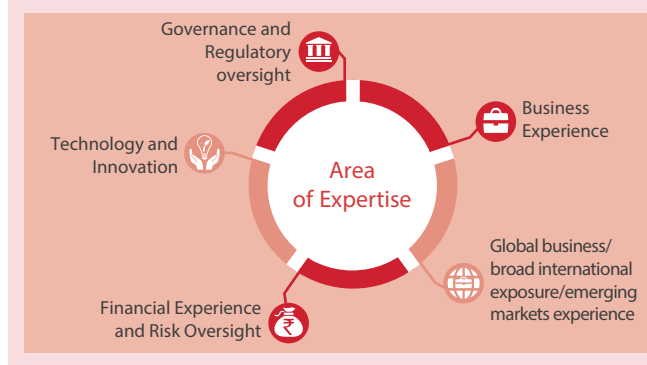 Governance and
Regulatory
oversight
Business
Experience
Technology and
Innovation
Area
of Expertise
Global business/
broad international
exposure/emerging
markets experience
Financial Experience
and Risk Oversight
₹